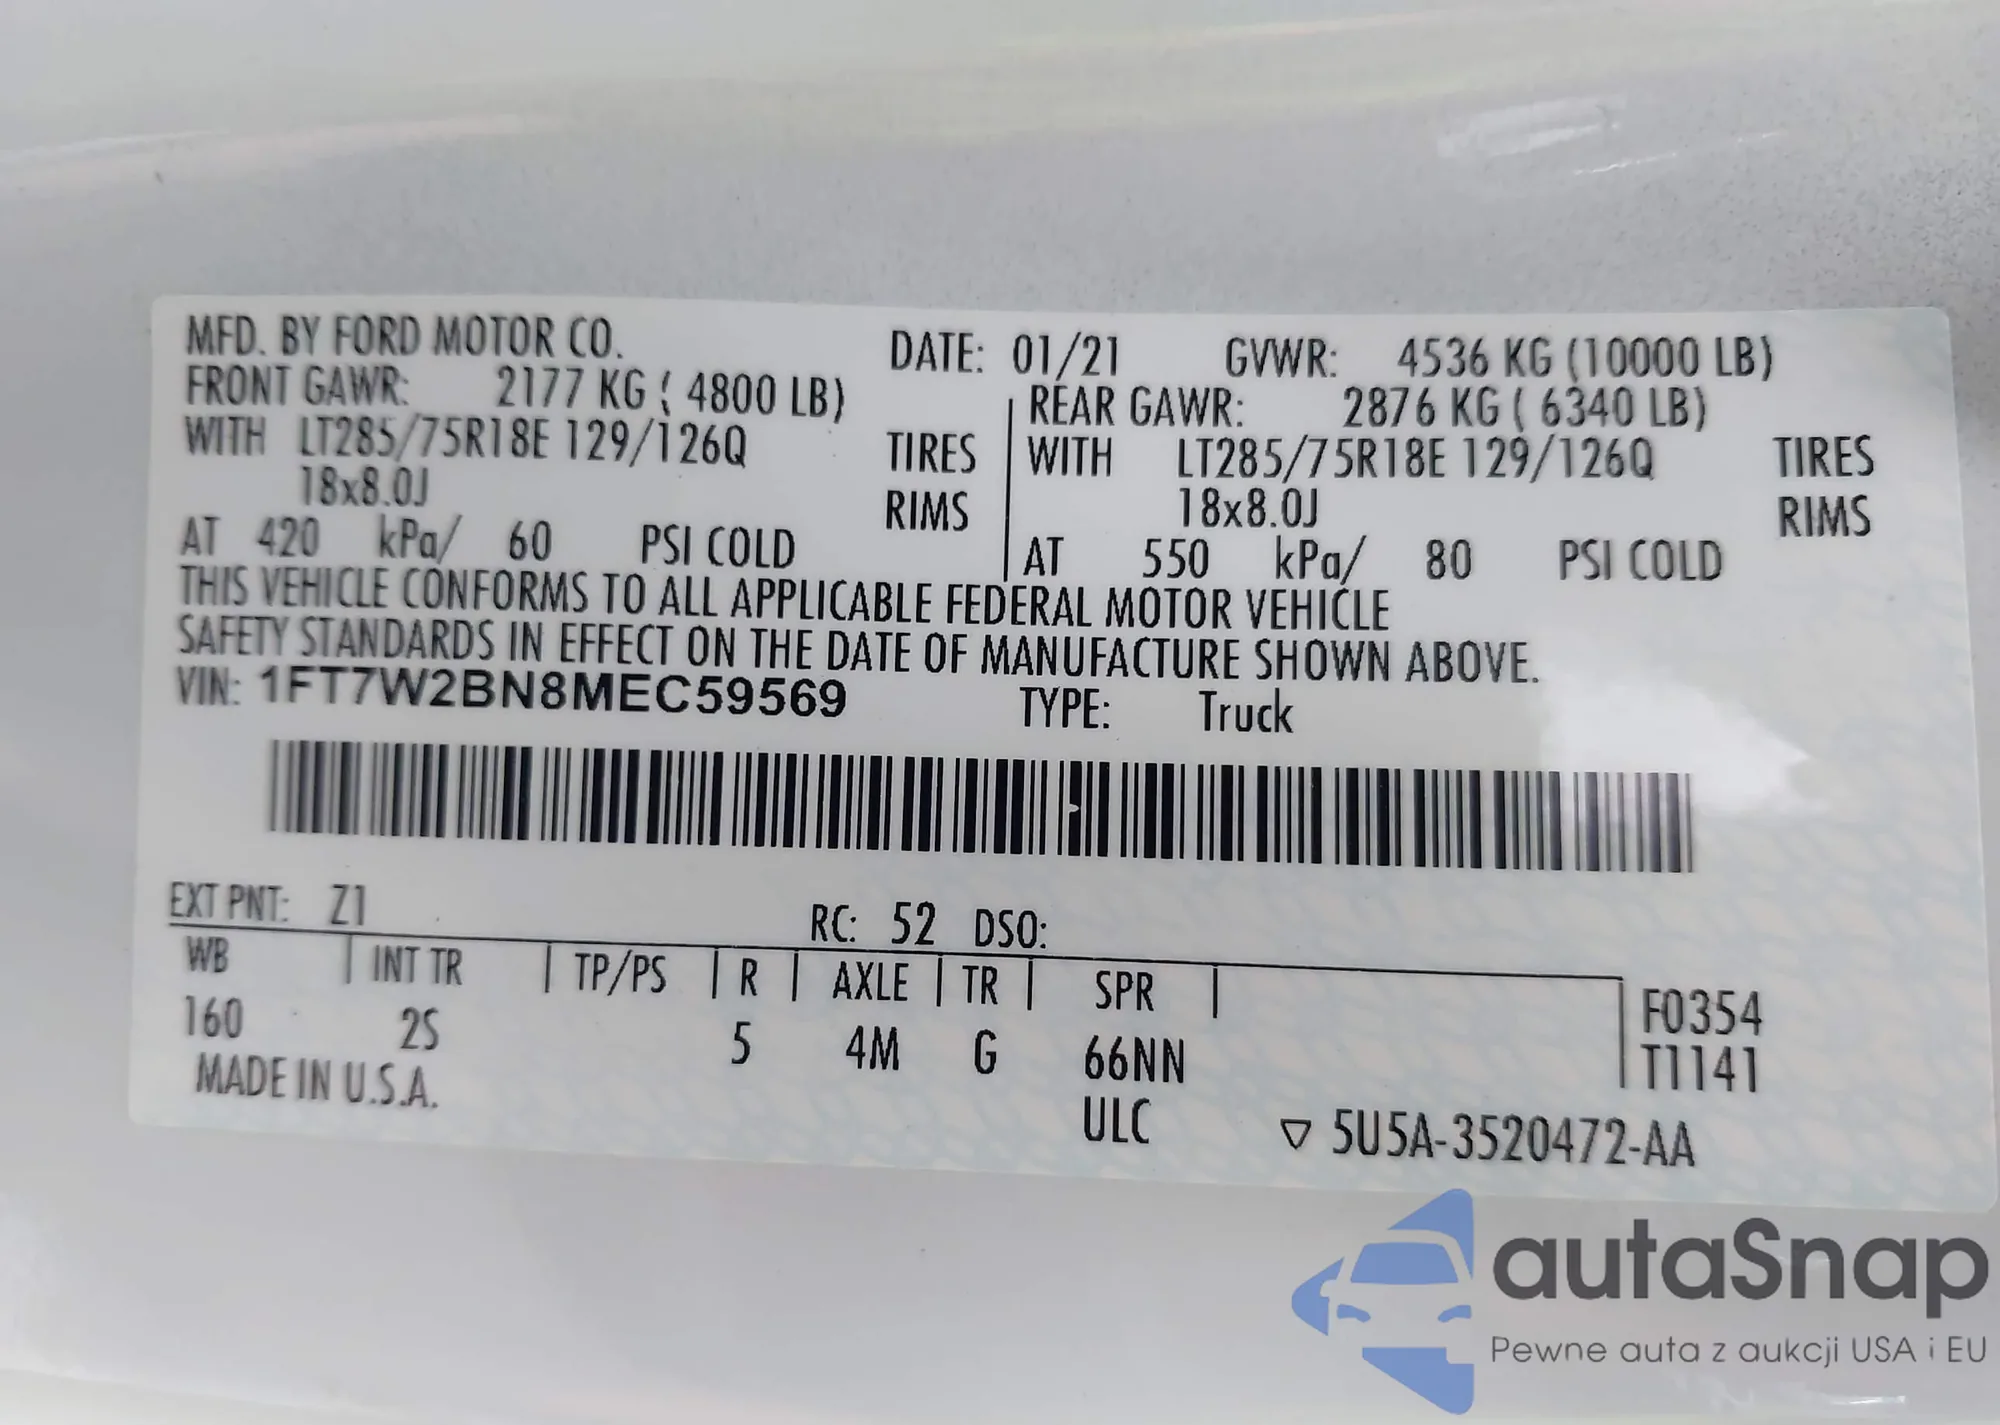 MFD. BY FORD MOTOR CO. DATE: 01/21 GVWR: 4536 KG (10000 LB)
FRONT GAWR: 2177 KG ( 4800 LB) REAR GAWR: 2876 KG ( 6340 LB)
WITH LT285/75R18E 129/126Q TIRES WITH LT285/75R18E 129/126Q TIRES
18x8.0J RIMS 18x8.0J RIMS
AT 420 kPa/ 60 PSI COLD AT 550 kPa/ 80 PSI COLD
THIS VEHICLE CONFORMS TO ALL APPLICABLE FEDERAL MOTOR VEHICLE
SAFETY STANDARDS IN EFFECT ON THE DATE OF MANUFACTURE SHOWN ABOVE.
VIN: 1FT7W2BN8MEC59569 TYPE: Truck
EXT PNT: Z1 RC: 52 DSO:
WB | INT TR | TP/PS | R | AXLE | TR | SPR | F0354
160 2S 5 4M G 66NN T1141
MADE IN U.S.A. ULC ▽ 5U5A-3520472-AA
autaSnap
Pewne auta z aukcji USA i EU